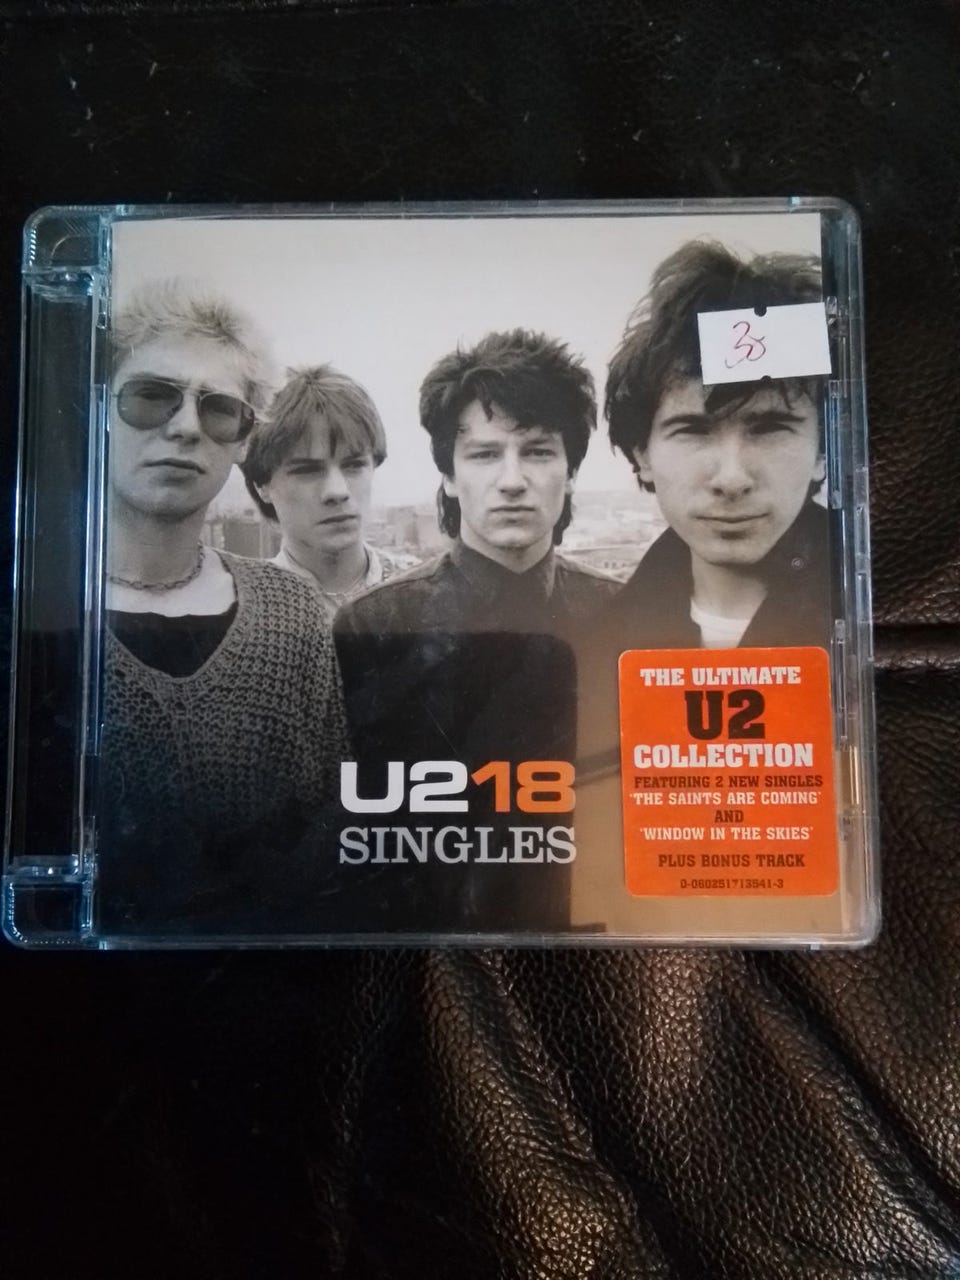 THE ULTIMATE
U2
COLLECTION
FEATURING 2 NEW SINGLES
'THE SAINTS ARE COMING'
AND
'WINDOW IN THE SKIES'
PLUS BONUS TRACK
0-060251713541-3
U218
SINGLES